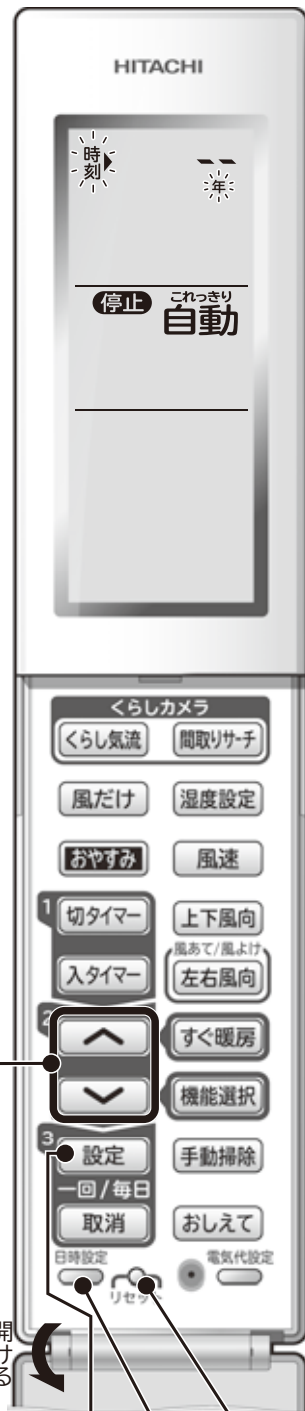 HITACHI
時刻
-- 年
停止 これっきり 自動
くらしカメラ
くらし気流 間取りサーチ
風だけ 湿度設定
おやすみ 風速
1 切タイマー 上下風向
風あて/風よけ
入タイマー 左右風向
2 すぐ暖房
機能選択
3 設定 手動掃除
一回/毎日
取消 おしえて
日時設定 リセット 電気代設定
開けける